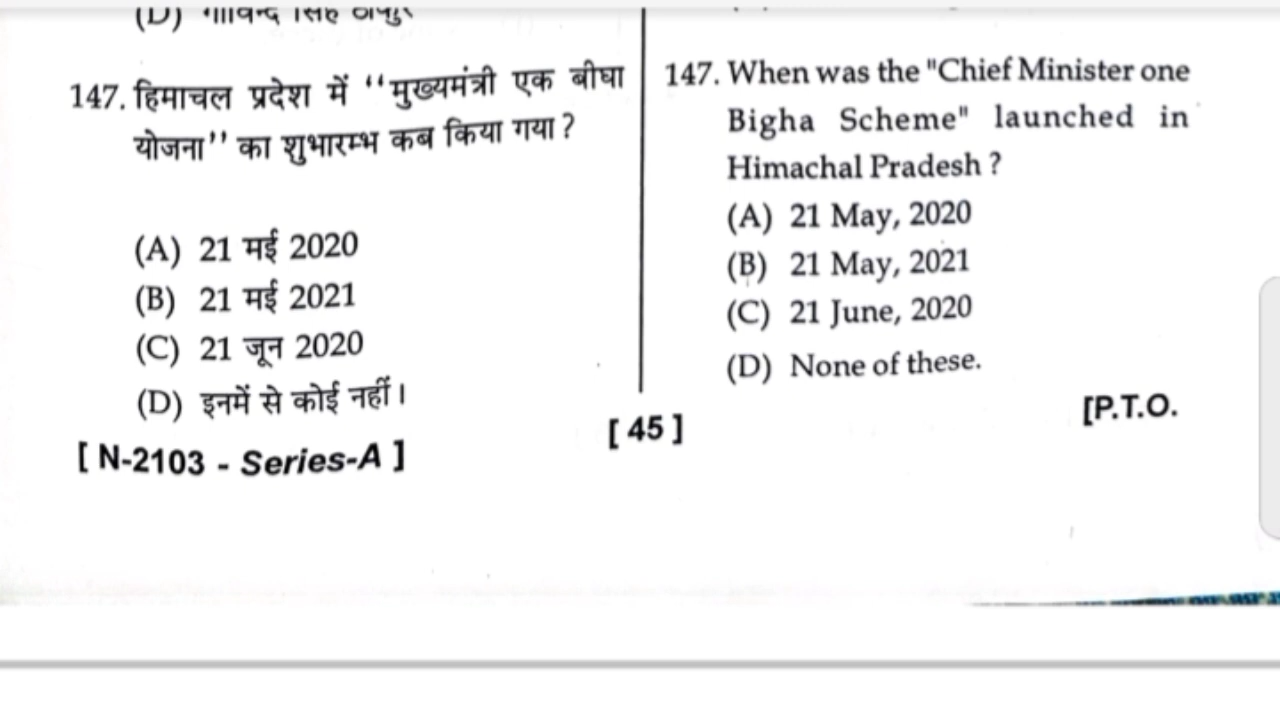 (D)
147. हिमाचल प्रदेश में ‘‘मुख्यमंत्री एक बीघा
योजना’’ का शुभारम्भ कब किया गया ?
(A) 21 मई 2020
(B) 21 मई 2021
(C) 21 जून 2020
(D) इनमें से कोई नहीं।
[ N-2103 - Series-A ]
147. When was the "Chief Minister one
Bigha Scheme" launched in
Himachal Pradesh ?
(A) 21 May, 2020
(B) 21 May, 2021
(C) 21 June, 2020
(D) None of these.
[ 45 ]
[P.T.O.